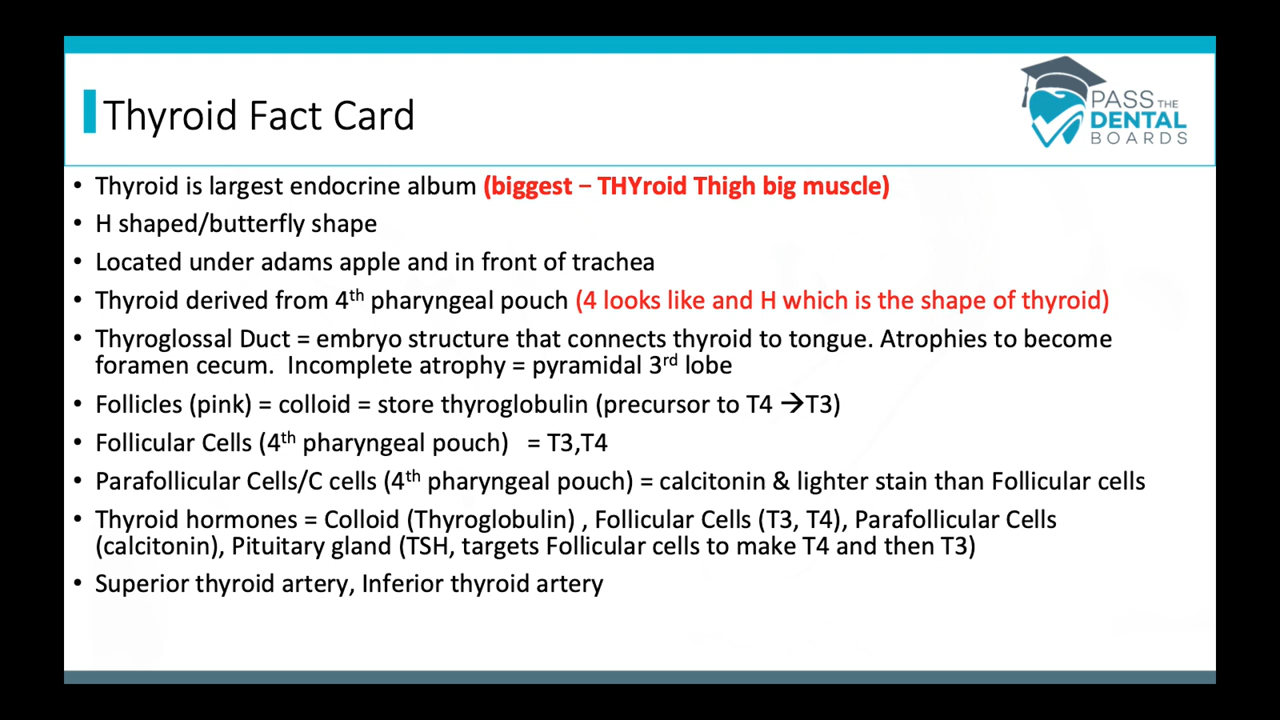 Thyroid Fact Card
PASS THE
DENTAL
BOARDS
• Thyroid is largest endocrine album (biggest – THYroid Thigh big muscle)
• H shaped/butterfly shape
• Located under adams apple and in front of trachea
• Thyroid derived from 4th pharyngeal pouch (4 looks like and H which is the shape of thyroid)
• Thyroglossal Duct = embryo structure that connects thyroid to tongue. Atrophies to become
foramen cecum.  Incomplete atrophy = pyramidal 3rd lobe
• Follicles (pink) = colloid = store thyroglobulin (precursor to T4 →T3)
• Follicular Cells (4th pharyngeal pouch)   = T3,T4
• Parafollicular Cells/C cells (4th pharyngeal pouch) = calcitonin & lighter stain than Follicular cells
• Thyroid hormones = Colloid (Thyroglobulin) , Follicular Cells (T3, T4), Parafollicular Cells
(calcitonin), Pituitary gland (TSH, targets Follicular cells to make T4 and then T3)
• Superior thyroid artery, Inferior thyroid artery